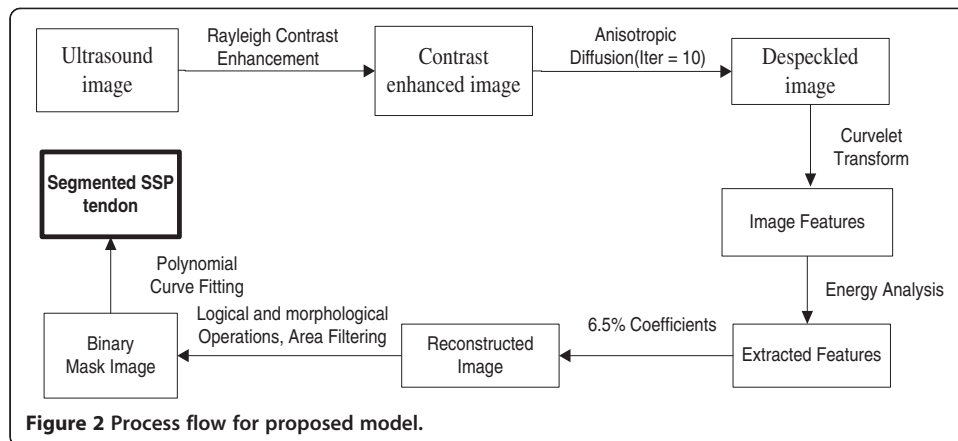 Ultrasound
image
Rayleigh Contrast
Enhancement
Contrast
enhanced image
Anisotropic
Diffusion(Iter = 10)
Despeckled
image
Curvelet
Transform
Image Features
Energy Analysis
Extracted Features
6.5% Coefficients
Reconstructed
Image
Logical and morphological
Operations, Area Filtering
Binary
Mask Image
Polynomial
Curve Fitting
Segmented SSP
tendon
Figure 2 Process flow for proposed model.